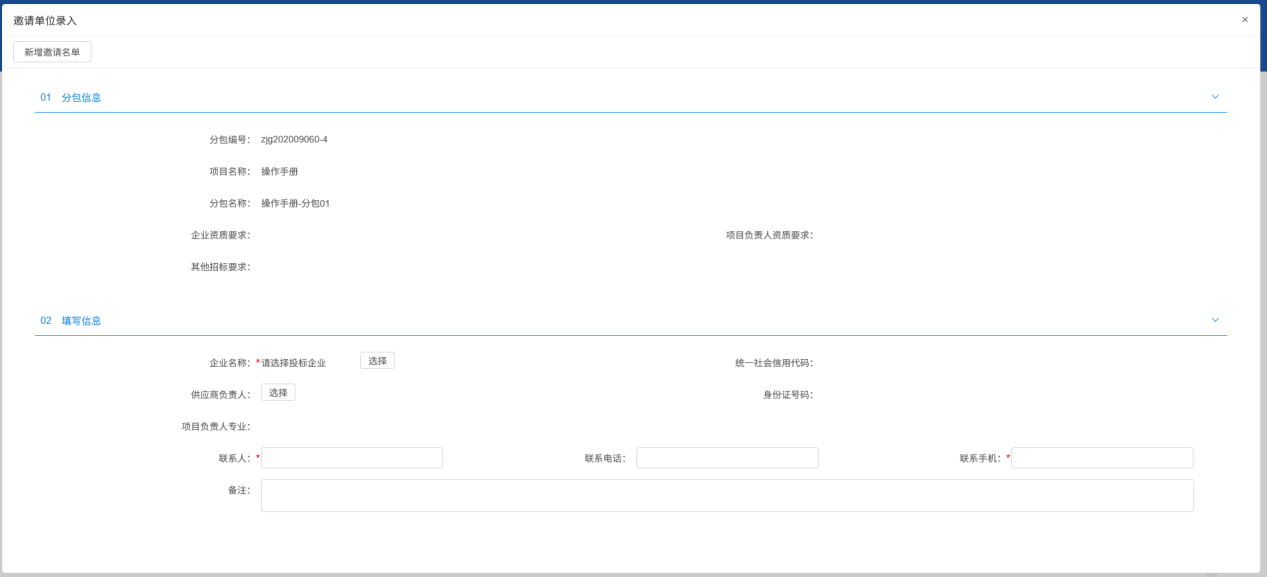 邀请单位录入 ×
新增邀请名单
01 分包信息
分包编号： zjg202009060-4
项目名称： 操作手册
分包名称： 操作手册-分包01
企业资质要求： 项目负责人资质要求：
其他招标要求：
02 填写信息
企业名称：*请选择投标企业 选择 统一社会信用代码：
供应商负责人： 选择 身份证号码：
项目负责人专业：
联系人：* 联系电话： 联系手机：*
备注：